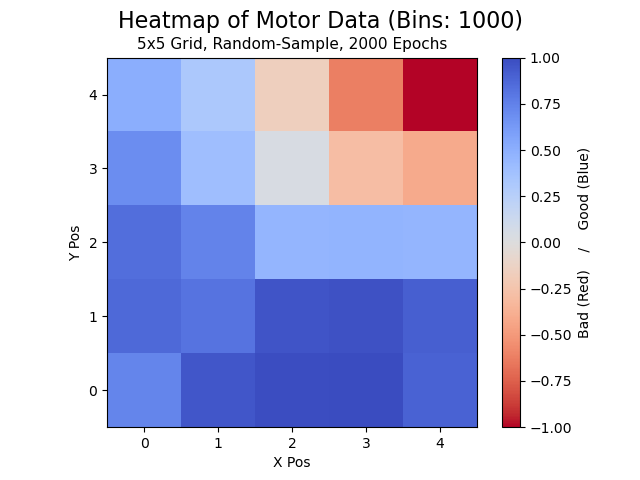 Heatmap of Motor Data (Bins: 1000)
5x5 Grid, Random-Sample, 2000 Epochs
4
3
2
1
0
Y Pos
0 1 2 3 4
X Pos
1.00
0.75
0.50
0.25
0.00
−0.25
−0.50
−0.75
−1.00
Bad (Red) / Good (Blue)